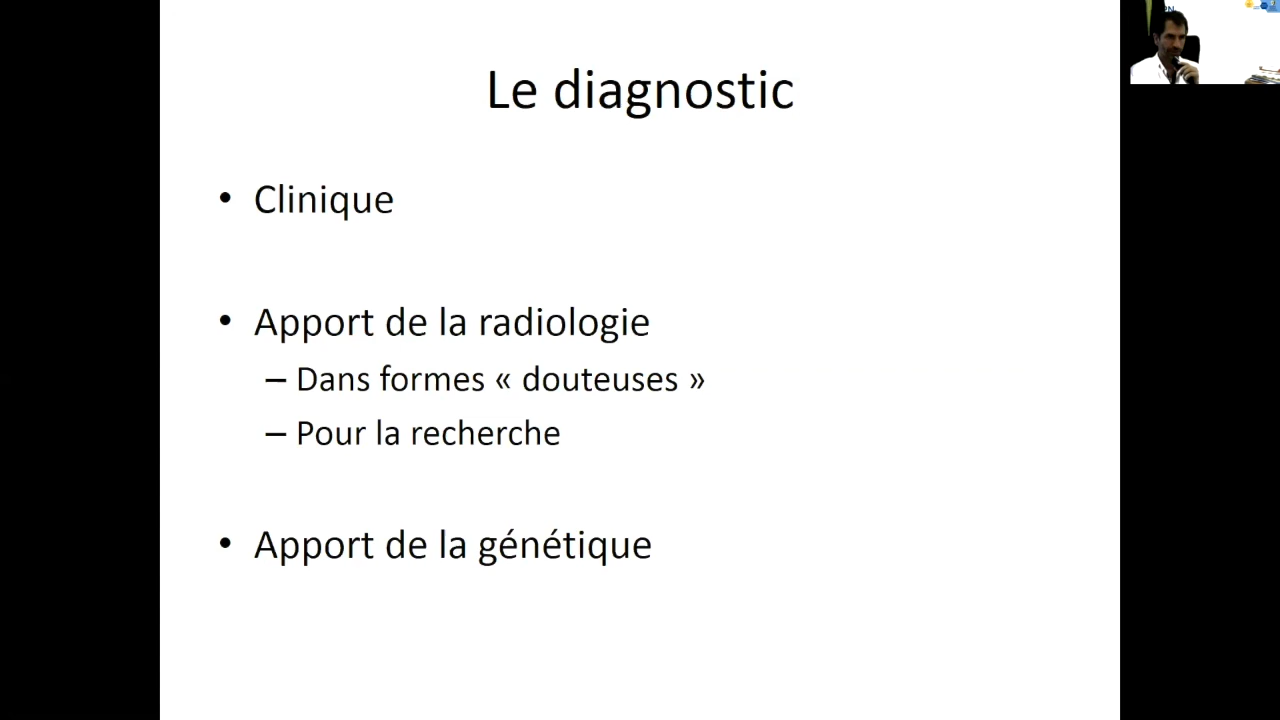 Le diagnostic
• Clinique
• Apport de la radiologie
– Dans formes « douteuses »
– Pour la recherche
• Apport de la génétique